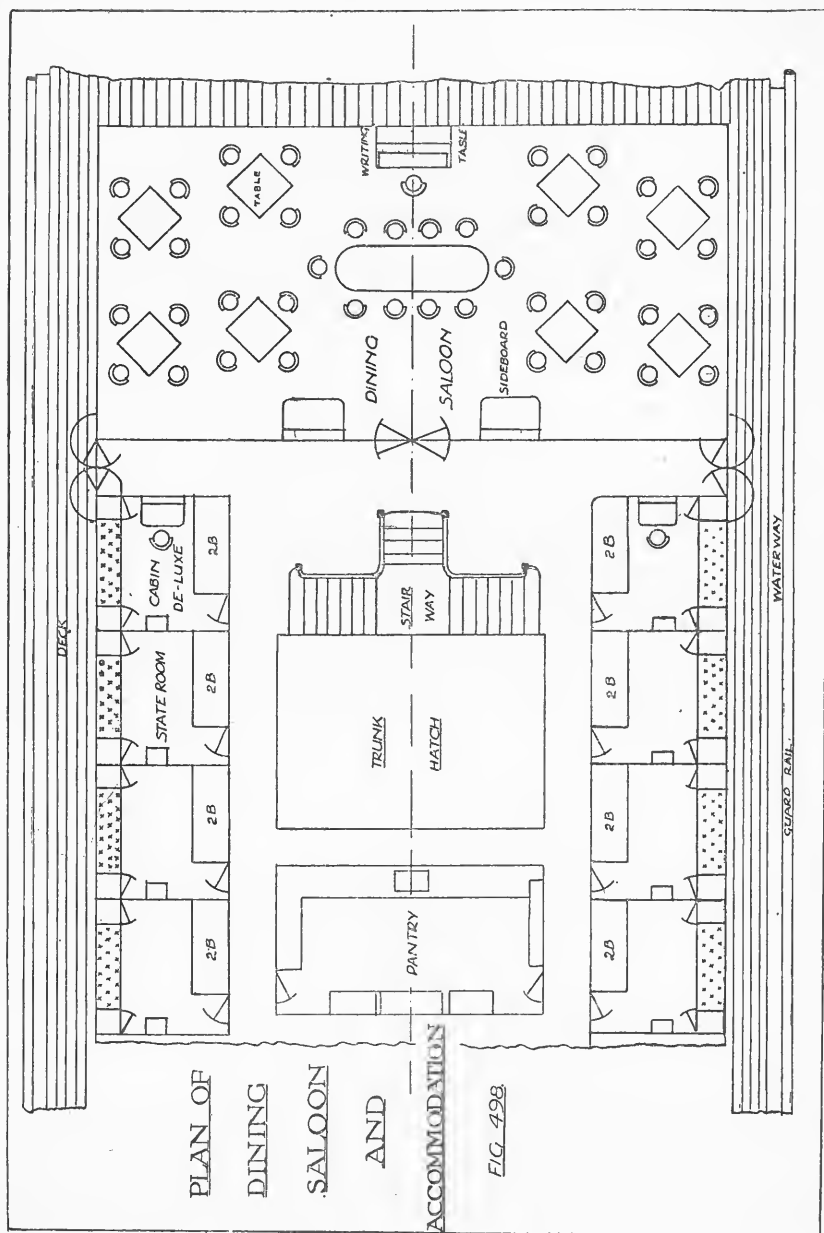 PLAN OF
DINING
SALOON
AND
ACCOMMODATION
FIG. 498.
DECK
CABIN
DE-LUXE
STATE ROOM
2B
2B
2B
2B
PANTRY
TRUNK
HATCH
STAIR
WAY
DINING
SALOON
SIDEBOARD
TABLE
WRITING
TABLE
2B
2B
2B
2B
WATERWAY
GUARD RAIL.